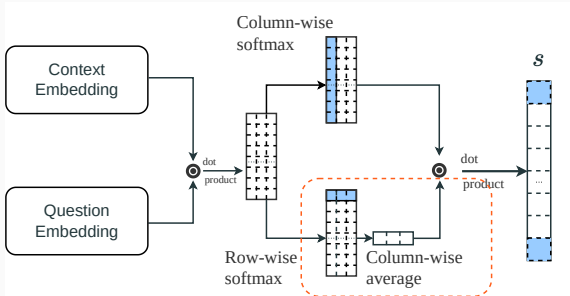 Column-wise
softmax
s
Context
Embedding
dot
product
dot
product
Question
Embedding
...
...
...
...
Row-wise
softmax
Column-wise
average